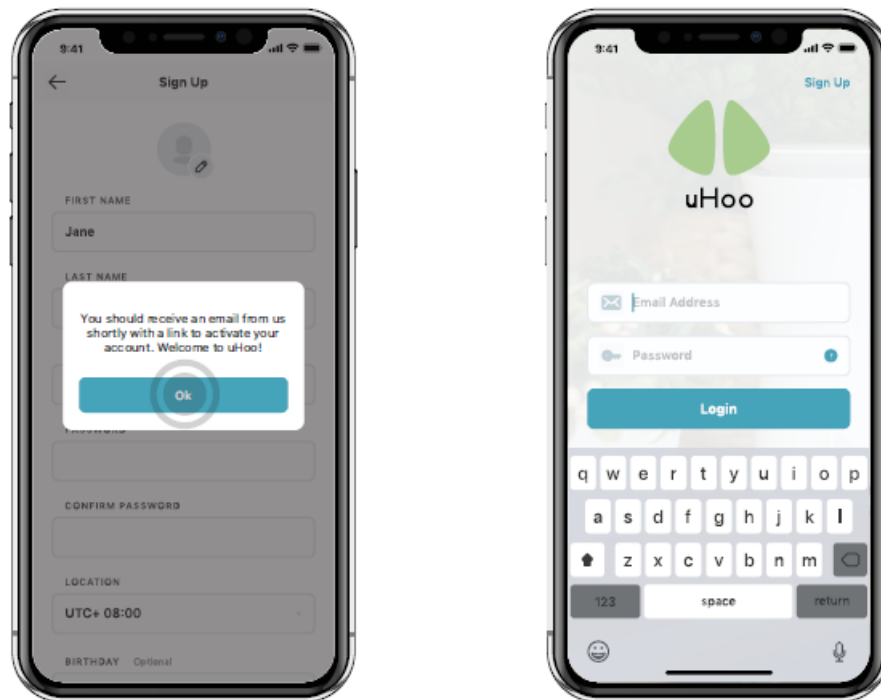 9:41
Sign Up
FIRST NAME
Jane
LAST NAME
You should receive an email from us
shortly with a link to activate your
account. Welcome to uHoo!
Ok
PASSWORD
CONFIRM PASSWORD
LOCATION
UTC+ 08:00
BIRTHDAY Optional
9:41
Sign Up
uHoo
Email Address
Password
Login
q w e r t y u i o p
a s d f g h j k l
z x c v b n m
123 space return